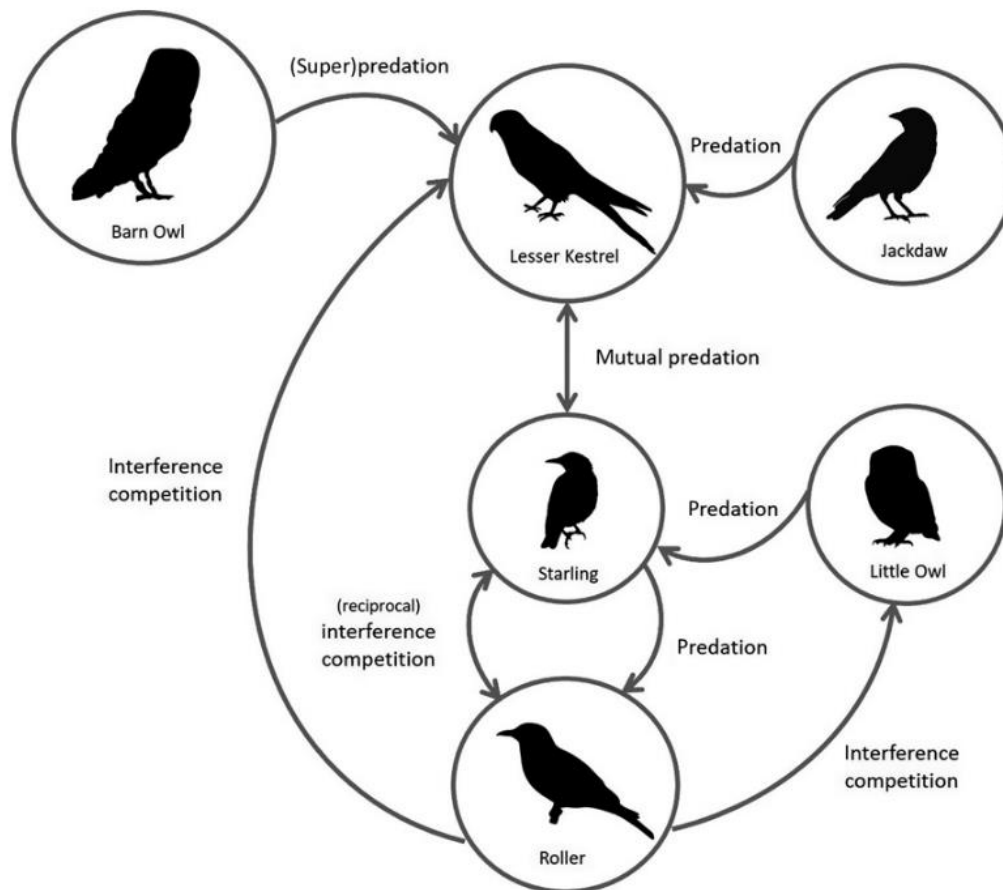 (Super)predation
Barn Owl
Lesser Kestrel
Predation
Jackdaw
Mutual predation
Interference
competition
Starling
Predation
Little Owl
(reciprocal)
interference
competition
Predation
Roller
Interference
competition